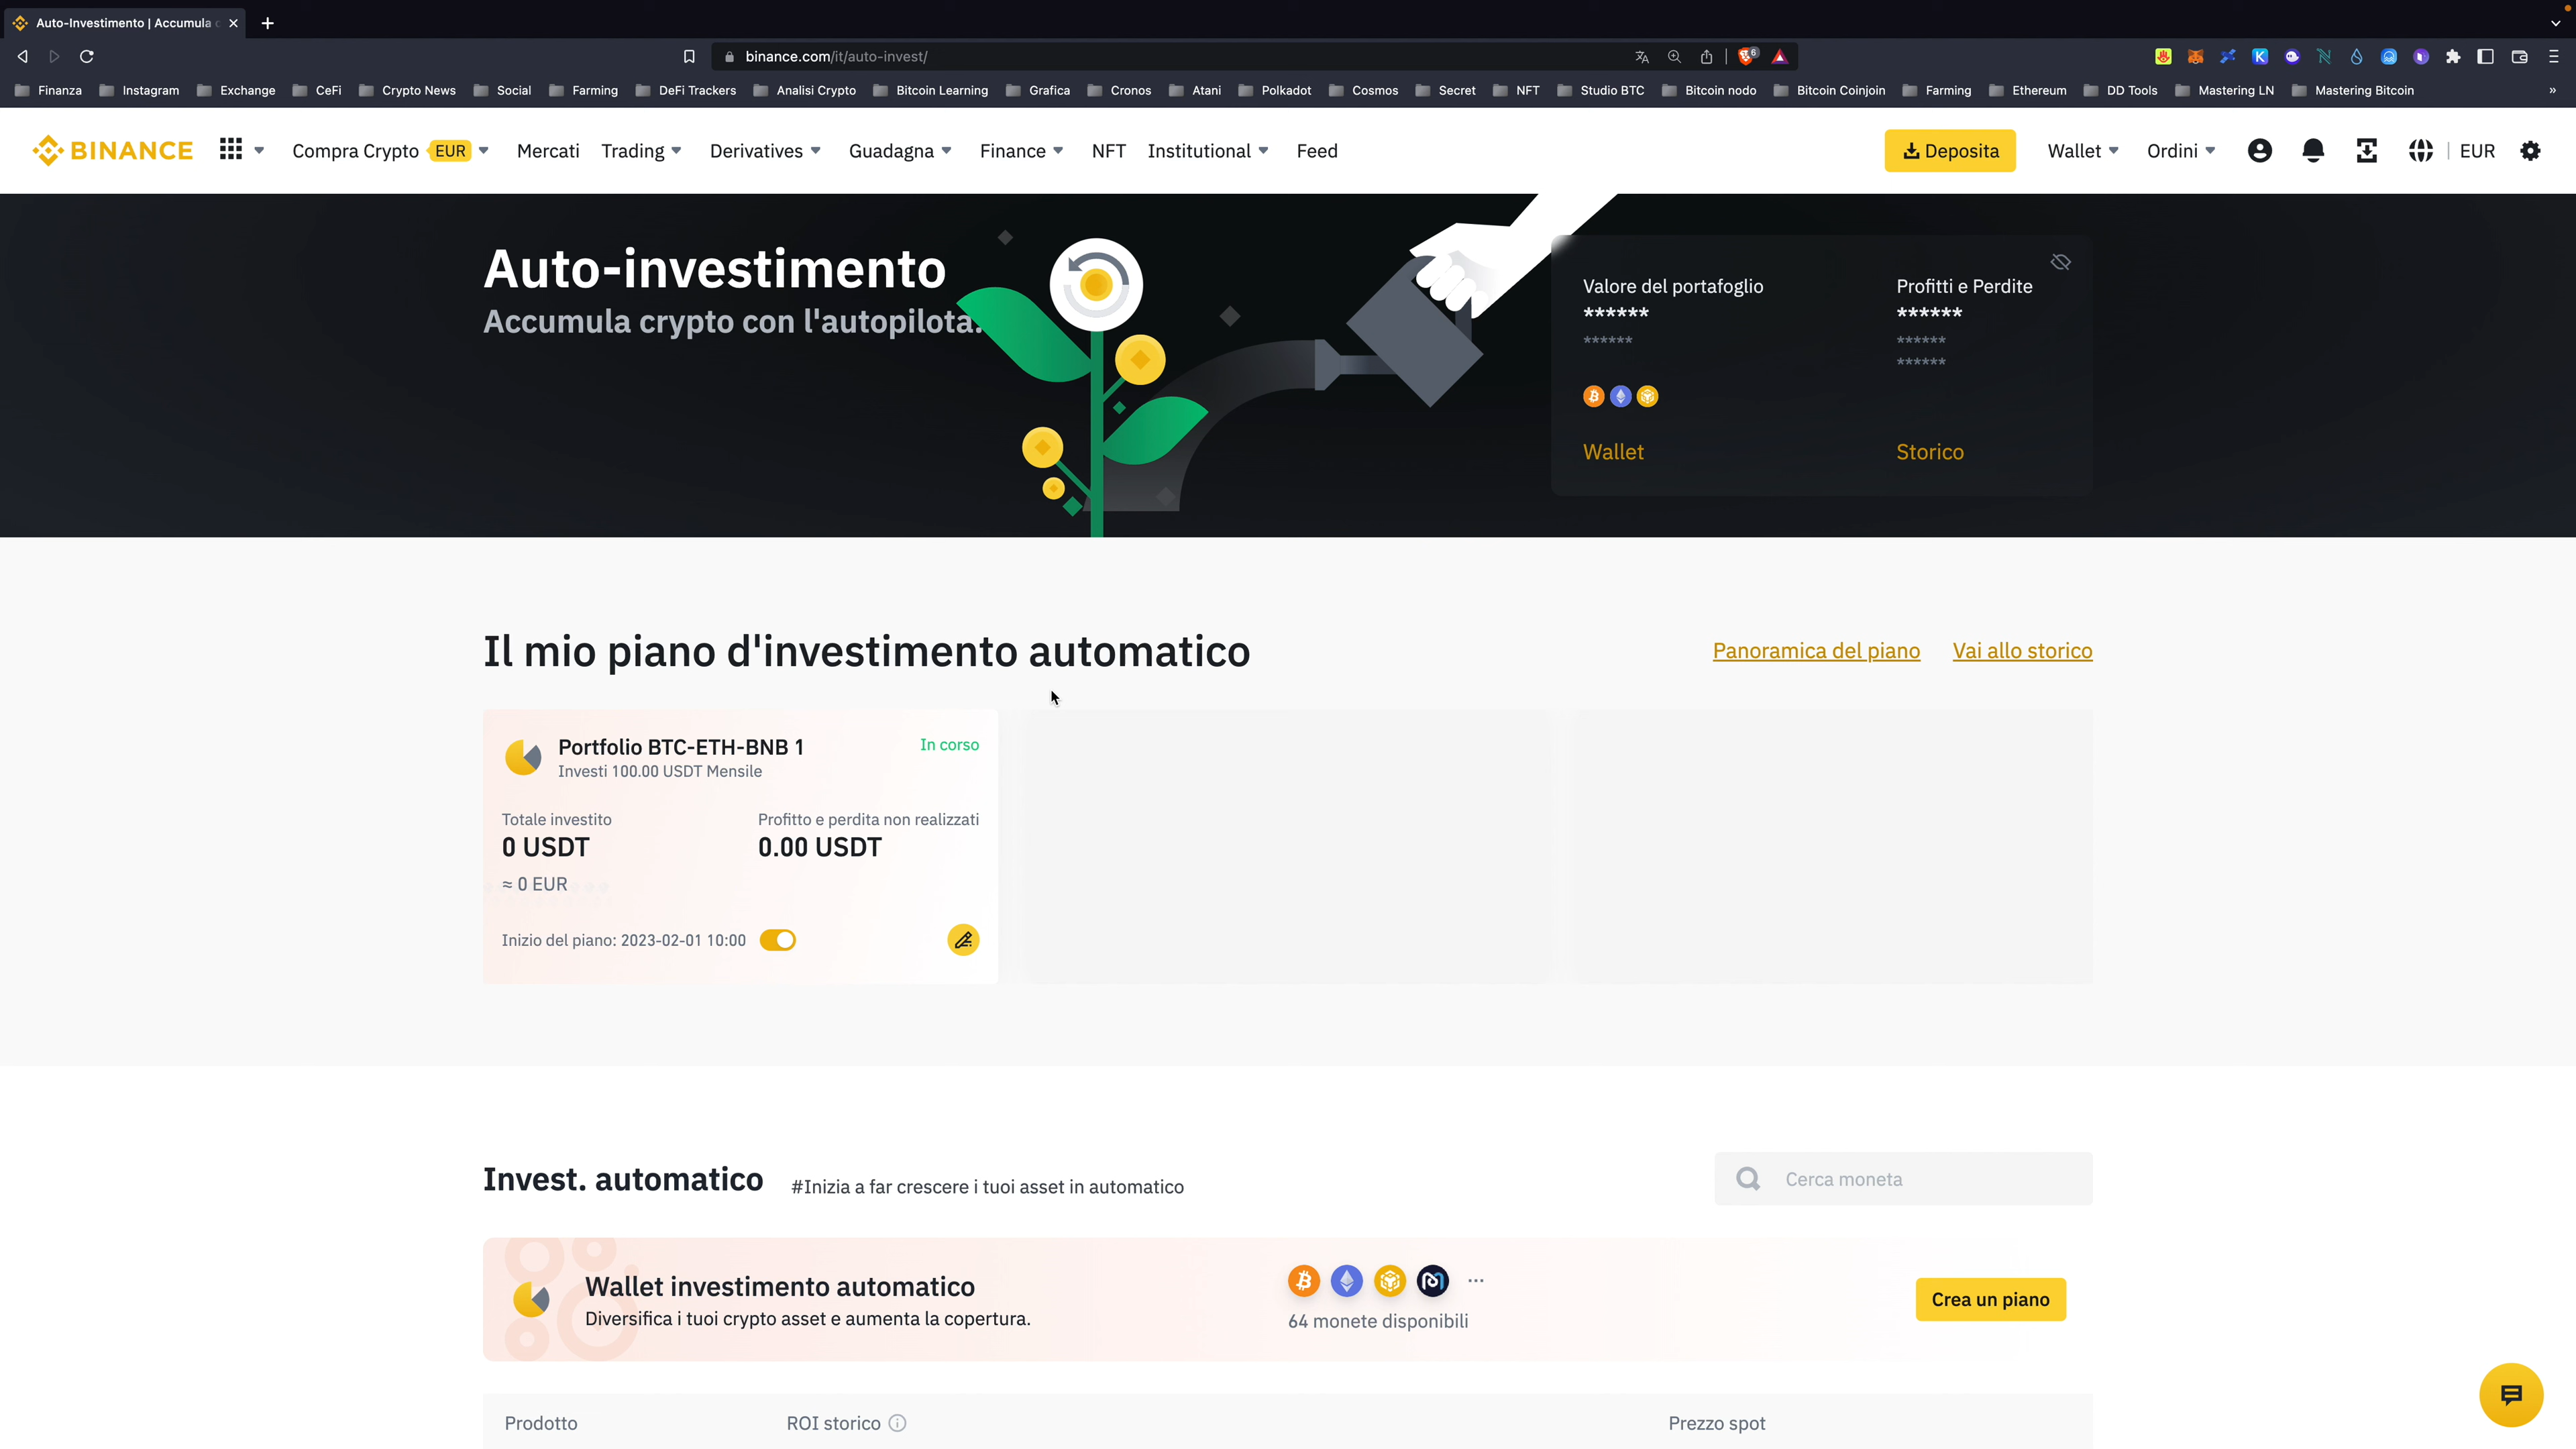 Auto-Investimento | Accumula
binance.com/it/auto-invest/
6
Finanza Instagram Exchange CeFi Crypto News Social Farming DeFi Trackers Analisi Crypto Bitcoin Learning Grafica Cronos Atani Polkadot Cosmos Secret NFT Studio BTC Bitcoin nodo Bitcoin Coinjoin Farming Ethereum DD Tools Mastering LN Mastering Bitcoin »
BINANCE Compra Crypto EUR Mercati Trading Derivatives Guadagna Finance NFT Institutional Feed Deposita Wallet Ordini | EUR
Auto-investimento
Accumula crypto con l'autopilota.
Valore del portafoglio Profitti e Perdite
****** ******
****** ******
******
Wallet Storico
Il mio piano d'investimento automatico Panoramica del piano Vai allo storico
Portfolio BTC-ETH-BNB 1 In corso
Investi 100.00 USDT Mensile
Totale investito Profitto e perdita non realizzati
0 USDT 0.00 USDT
≈ 0 EUR
Inizio del piano: 2023-02-01 10:00
Invest. automatico #Inizia a far crescere i tuoi asset in automatico Cerca moneta
Wallet investimento automatico
Diversifica i tuoi crypto asset e aumenta la copertura.
···
64 monete disponibili
Crea un piano
Prodotto ROI storico Prezzo spot